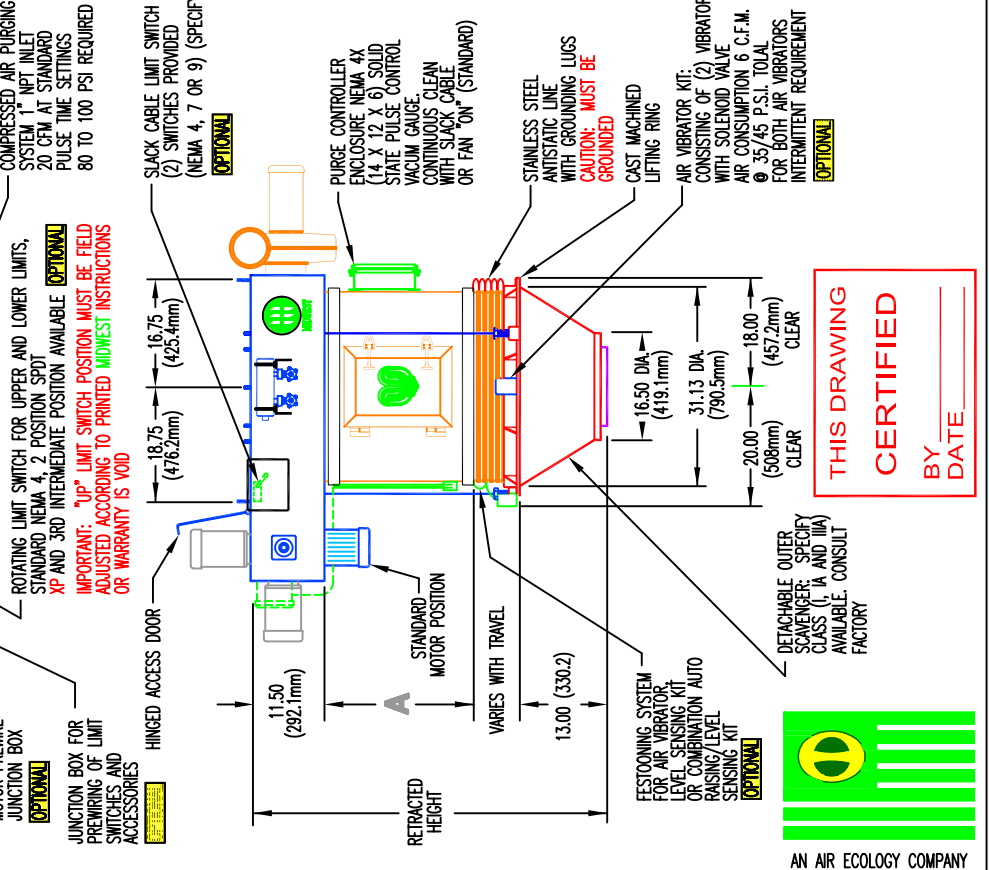 COMPRESSED AIR PURGING
SYSTEM 1" NPT INLET
20 CFM AT STANDARD
PULSE TIME SETTINGS
80 TO 100 PSI REQUIRED
SLACK CABLE LIMIT SWITCH
(2) SWITCHES PROVIDED
(NEMA 4, 7 OR 9) (SPECIFY
OPTIONAL
PURGE CONTROLLER
ENCLOSURE NEMA 4X
(14 X 12 X 6) SOLID
STATE PULSE CONTROL
VACUUM GAUGE.
CONTINUOUS CLEAN
WITH SLACK CABLE
OR FAN "ON" (STANDARD)
STAINLESS STEEL
ANTISTATIC LINE
WITH GROUNDING LUGS
CAUTION: MUST BE
GROUNDED
CAST MACHINED
LIFTING RING
AIR VIBRATOR KIT:
CONSISTING OF (2) VIBRATOR
WITH SOLENOID VALVE
AIR CONSUMPTION 6 C.F.M.
@ 35/45 P.S.I. TOLAL
FOR BOTH AIR VIBRATORS
INTERMITTENT REQUIREMENT
OPTIONAL
ROTATING LIMIT SWITCH FOR UPPER AND LOWER LIMITS,
STANDARD NEMA 4, 2 POSITION SPDT
XP AND 3RD INTERMEDIATE POSITION AVAILABLE OPTIONAL
IMPORTANT: "UP" LIMIT SWITCH POSITION MUST BE FIELD
ADJUSTED ACCORDING TO PRINTED MIDWEST INSTRUCTIONS
OR WARRANTY IS VOID
16.75
(425.4mm)
18.75
(476.2mm)
MIDWEST
16.50 DIA.
(419.1mm)
31.13 DIA.
(790.5mm)
18.00
(457.2mm)
CLEAR
20.00
(508mm)
CLEAR
THIS DRAWING
CERTIFIED
BY
DATE
JUNCTION BOX
OPTIONAL
JUNCTION BOX FOR
PREWIRING OF LIMIT
SWITCHES AND
ACCESSORIES
HINGED ACCESS DOOR
STANDARD
MOTOR POSITION
11.50
(292.1mm)
A
VARIES WITH TRAVEL
13.00 (330.2)
RETRACTED
HEIGHT
FESTOONING SYSTEM
FOR AIR VIBRATOR,
LEVEL SENSING KIT
OR COMBINATION AUTO
RAISING/LEVEL
SENSING KIT
OPTIONAL
DETACHABLE OUTER
SCAVENGER: SPECIFY
CLASS (I, IA AND IIIA)
AVAILABLE. CONSULT
FACTORY
AN AIR ECOLOGY COMPANY